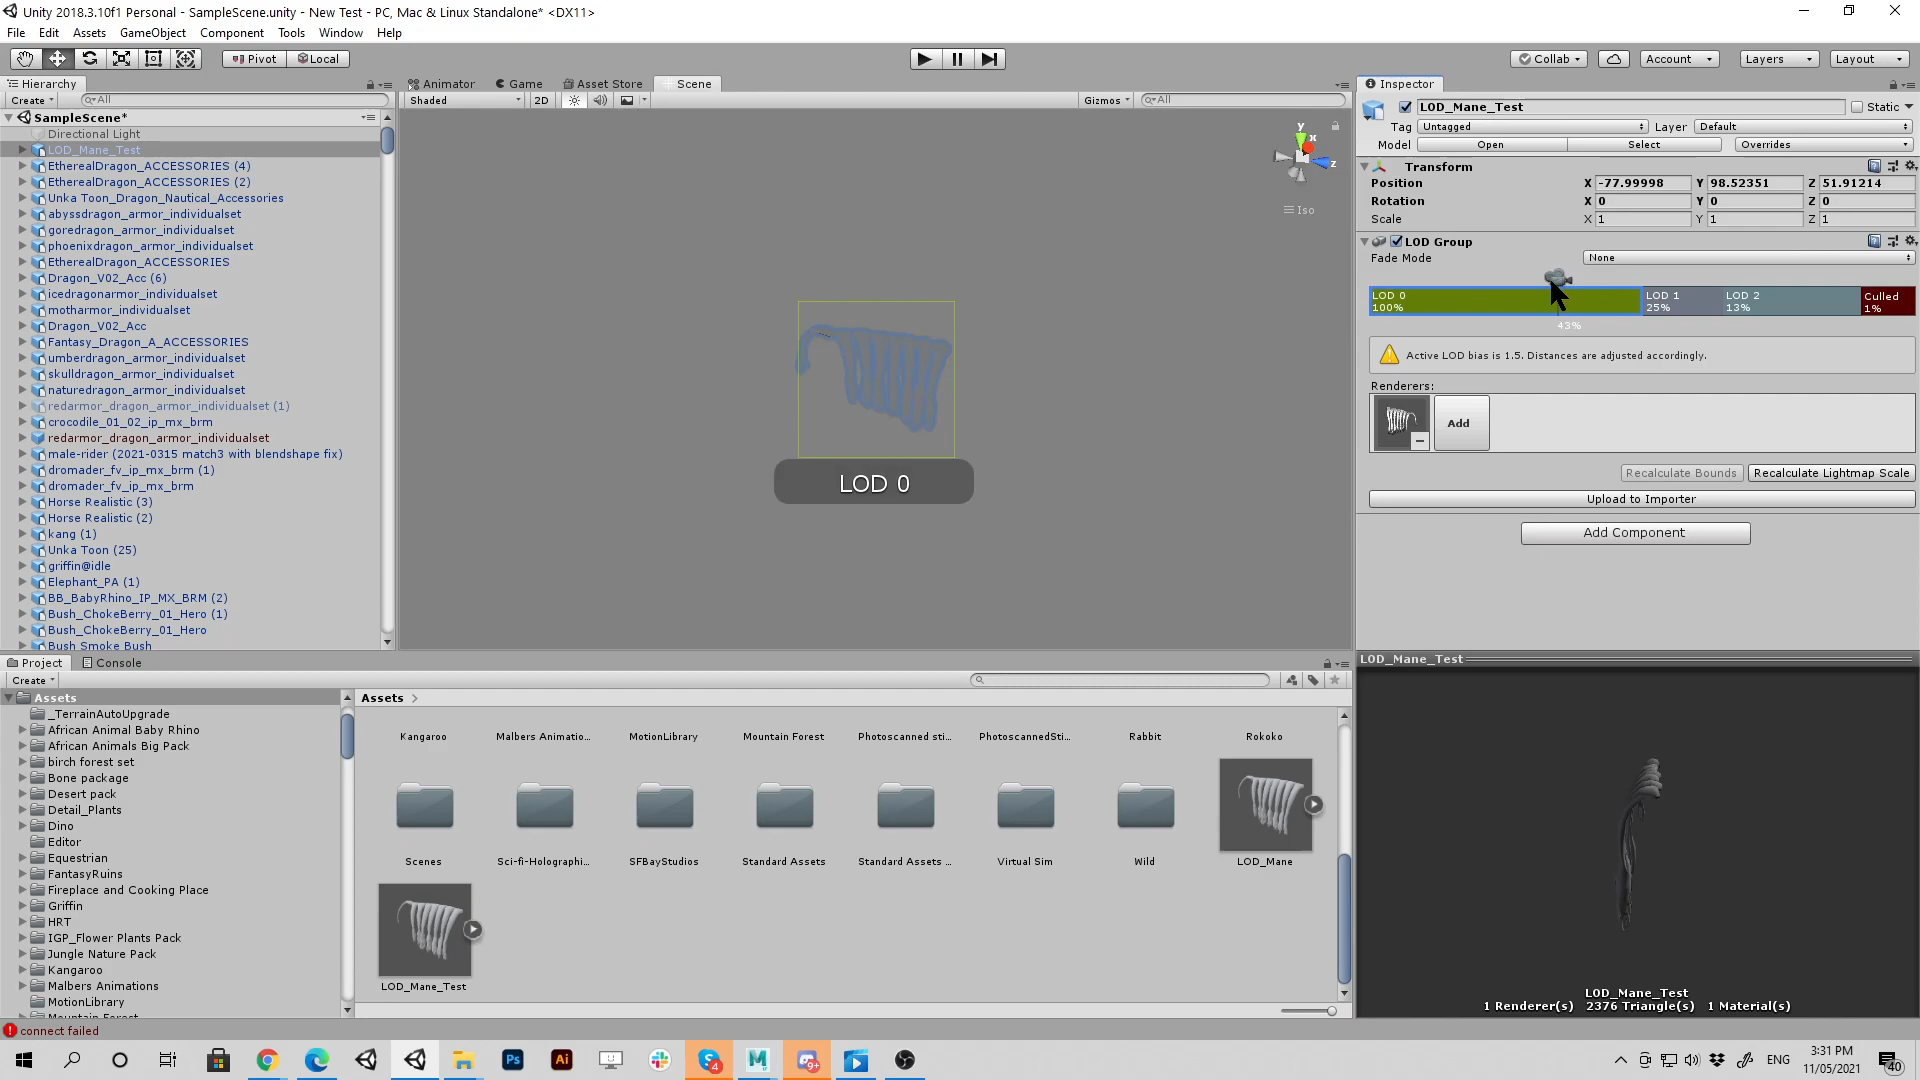 Unity 2018.3.10f1 Personal - SampleScene.unity - New Test - PC, Mac & Linux Standalone* <DX11>
File Edit Assets GameObject Component Tools Window Help
Pivot Local Collab Account Layers Layout
Hierarchy
Create All
SampleScene*
Directional Light
LOD_Mane_Test
EtherealDragon_ACCESSORIES (4)
EtherealDragon_ACCESSORIES (2)
Unka Toon_Dragon_Nautical_Accessories
abyssdragon_armor_individualset
goredragon_armor_individualset
phoenixdragon_armor_individualset
EtherealDragon_ACCESSORIES
Dragon_V02_Acc (6)
icedragonarmor_individualset
motharmor_individualset
Dragon_V02_Acc
Fantasy_Dragon_A_ACCESSORIES
umberdragon_armor_individualset
skulldragon_armor_individualset
naturedragon_armor_individualset
redarmor_dragon_armor_individualset (1)
crocodile_01_02_ip_mx_brm
redarmor_dragon_armor_individualset
male-rider (2021-0315 match3 with blendshape fix)
dromader_fv_ip_mx_brm (1)
dromader_fv_ip_mx_brm
Horse Realistic (3)
Horse Realistic (2)
kang (1)
Unka Toon (25)
griffin@idle
Elephant_PA (1)
BB_BabyRhino_IP_MX_BRM (2)
Bush_ChokeBerry_01_Hero (1)
Bush_ChokeBerry_01_Hero
Bush Smoke Bush
Animator Game Asset Store Scene
Shaded 2D Gizmos All
y
x
z
Iso
LOD 0
Inspector
LOD_Mane_Test Static
Tag Untagged Layer Default
Model Open Select Overrides
Transform
Position X -77.99998 Y 98.52351 Z 51.91214
Rotation X 0 Y 0 Z 0
Scale X 1 Y 1 Z 1
LOD Group
Fade Mode None
LOD 0 LOD 1 LOD 2 Culled
100% 25% 13% 1%
43%
Active LOD bias is 1.5. Distances are adjusted accordingly.
Renderers:
Add
Recalculate Bounds Recalculate Lightmap Scale
Upload to Importer
Add Component
Project Console
Create
Assets
_TerrainAutoUpgrade
African Animal Baby Rhino
African Animals Big Pack
birch forest set
Bone package
Desert pack
Detail_Plants
Dino
Editor
Equestrian
FantasyRuins
Fireplace and Cooking Place
Griffin
HRT
IGP_Flower Plants Pack
Jungle Nature Pack
Kangaroo
Malbers Animations
MotionLibrary
Mountain Forest
Assets
Kangaroo Malbers Animatio... MotionLibrary Mountain Forest Photoscanned sti... PhotoscannedSti... Rabbit Rokoko
Scenes Sci-fi-Holographi... SFBayStudios Standard Assets Standard Assets ... Virtual Sim Wild LOD_Mane
LOD_Mane_Test
LOD_Mane_Test
LOD_Mane_Test
1 Renderer(s) 2376 Triangle(s) 1 Material(s)
connect failed
Ps Ai 4 M 9+
ENG
3:31 PM
11/05/2021
40